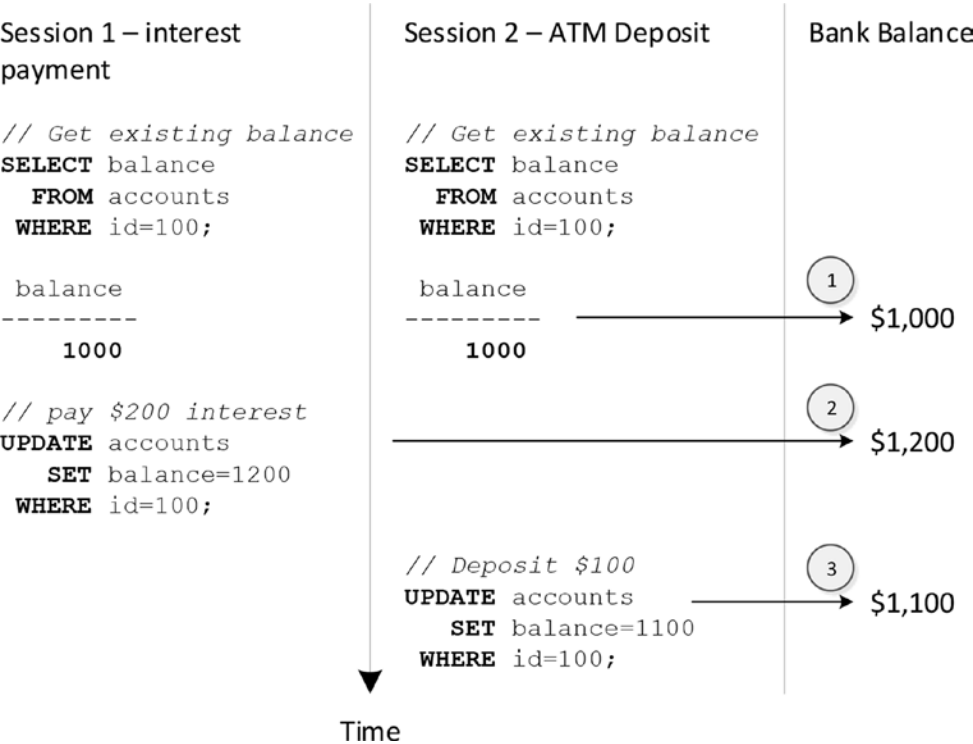 Session 1 – interest
payment
// Get existing balance
SELECT balance
FROM accounts
WHERE id=100;
balance
---------
1000
// pay $200 interest
UPDATE accounts
SET balance=1200
WHERE id=100;
Session 2 – ATM Deposit
// Get existing balance
SELECT balance
FROM accounts
WHERE id=100;
balance
---------
1000
// Deposit $100
UPDATE accounts
SET balance=1100
WHERE id=100;
Bank Balance
1
$1,000
2
$1,200
3
$1,100
Time